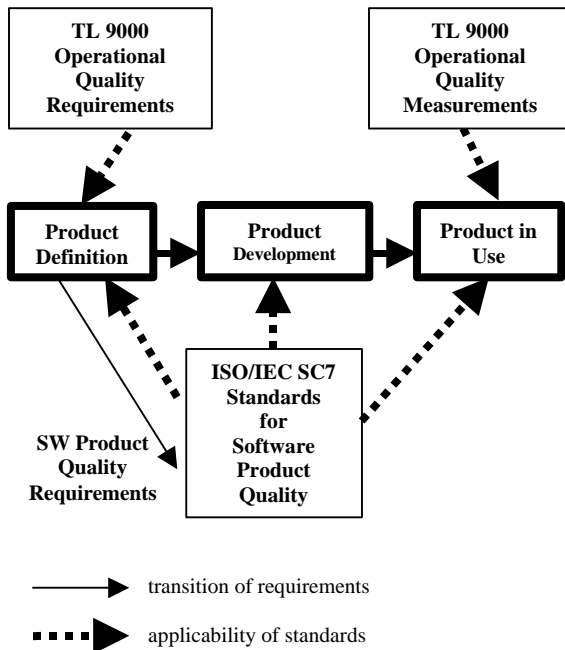 TL 9000
Operational
Quality
Requirements
TL 9000
Operational
Quality
Measurements
Product
Definition
Product
Development
Product in
Use
ISO/IEC SC7
Standards
for
Software
Product
Quality
SW Product
Quality
Requirements
transition of requirements
applicability of standards